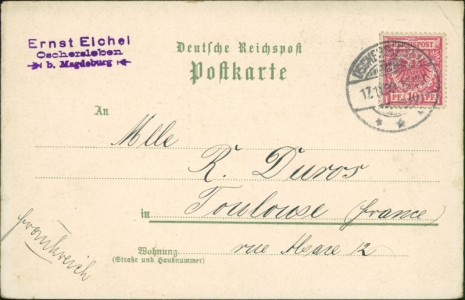 Ernst Eichel
Oschersleben
b. Magdeburg
Deutsche Reichspost
Postkarte
An
Mlle
R. Duros
in Toulouse (france)
Wohnung
(Straße und Hausnummer)
rue 12
Frankreich